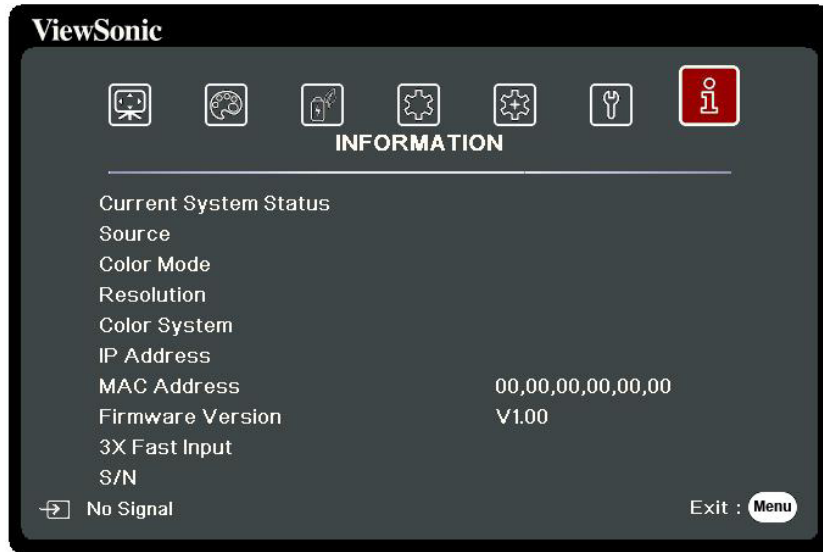 ViewSonic
INFORMATION
Current System Status
Source
Color Mode
Resolution
Color System
IP Address
MAC Address 00,00,00,00,00,00
Firmware Version V1.00
3X Fast Input
S/N
No Signal Exit : Menu